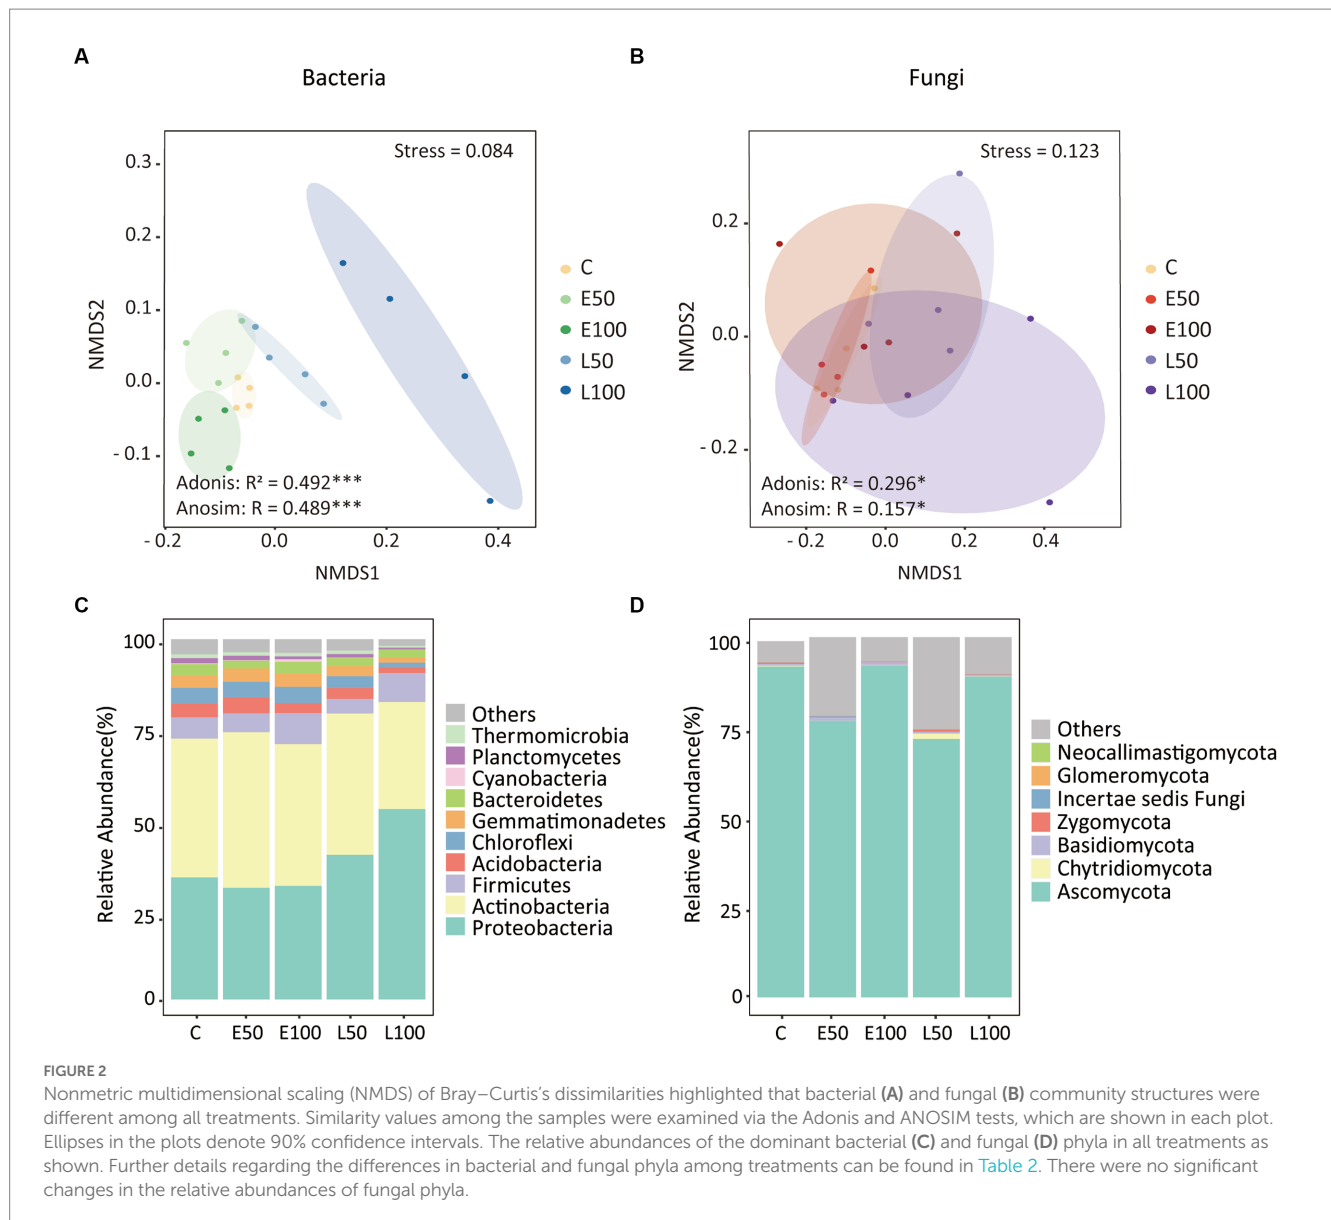 A
Bacteria
Stress = 0.084
0.3
0.2
0.1
0.0
- 0.1
NMDS2
Adonis: R² = 0.492***
Anosim: R = 0.489***
- 0.2
0.0
0.2
0.4
NMDS1
C
E50
E100
L50
L100
B
Fungi
Stress = 0.123
0.2
0.0
- 0.2
NMDS2
Adonis: R² = 0.296*
Anosim: R = 0.157*
- 0.2
0.0
0.2
0.4
NMDS1
C
E50
E100
L50
L100
C
100
75
50
25
0
Relative Abundance(%)
C
E50
E100
L50
L100
Others
Thermomicrobia
Planctomycetes
Cyanobacteria
Bacteroidetes
Gemmatimonadetes
Chloroflexi
Acidobacteria
Firmicutes
Actinobacteria
Proteobacteria
D
100
75
50
25
0
Relative Abundance(%)
C
E50
E100
L50
L100
Others
Neocallimastigomycota
Glomeromycota
Incertae sedis Fungi
Zygomycota
Basidiomycota
Chytridiomycota
Ascomycota
FIGURE 2
Nonmetric multidimensional scaling (NMDS) of Bray–Curtis's dissimilarities highlighted that bacterial (A) and fungal (B) community structures were
different among all treatments. Similarity values among the samples were examined via the Adonis and ANOSIM tests, which are shown in each plot.
Ellipses in the plots denote 90% confidence intervals. The relative abundances of the dominant bacterial (C) and fungal (D) phyla in all treatments as
shown. Further details regarding the differences in bacterial and fungal phyla among treatments can be found in Table 2. There were no significant
changes in the relative abundances of fungal phyla.